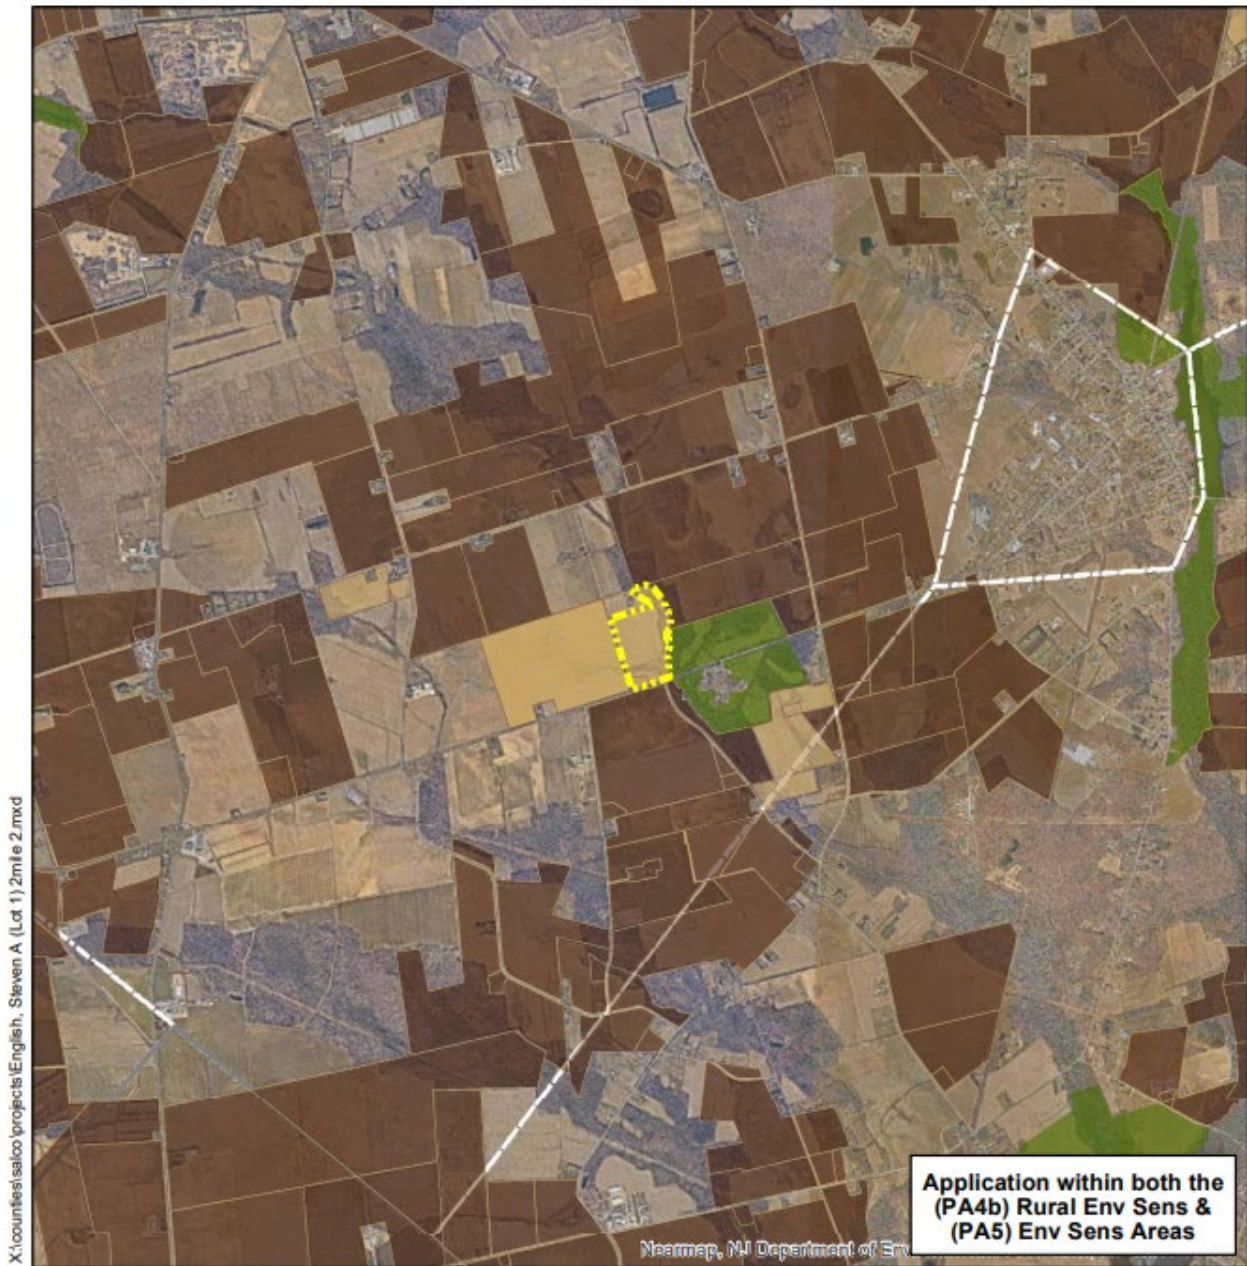 X:\counties\salco\projects\English, Steven A (Lot 1) 2mile 2.mxd
Application within both the
(PA4b) Rural Env Sens &
(PA5) Env Sens Areas
Nearmap, NJ Department of Env